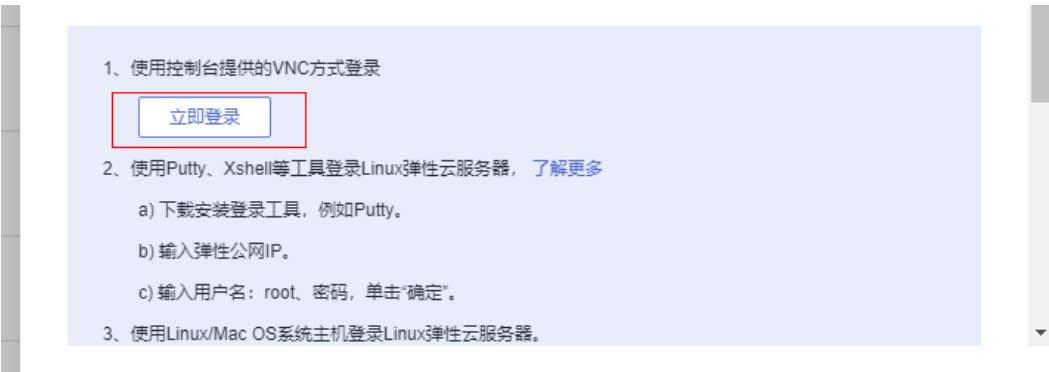 1、使用控制台提供的VNC方式登录
立即登录
2、使用Putty、Xshell等工具登录Linux弹性云服务器，了解更多
a) 下载安装登录工具，例如Putty。
b) 输入弹性公网IP。
c) 输入用户名：root、密码，单击“确定”。
3、使用Linux/Mac OS系统主机登录Linux弹性云服务器。